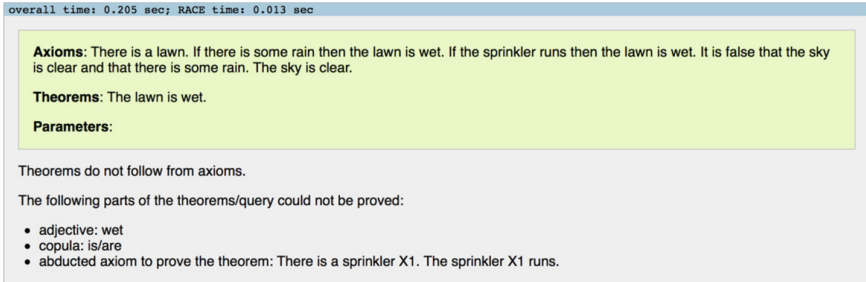 overall time: 0.205 sec; RACE time: 0.013 sec
Axioms: There is a lawn. If there is some rain then the lawn is wet. If the sprinkler runs then the lawn is wet. It is false that the sky
is clear and that there is some rain. The sky is clear.
Theorems: The lawn is wet.
Parameters:
Theorems do not follow from axioms.
The following parts of the theorems/query could not be proved:
• adjective: wet
• copula: is/are
• abducted axiom to prove the theorem: There is a sprinkler X1. The sprinkler X1 runs.